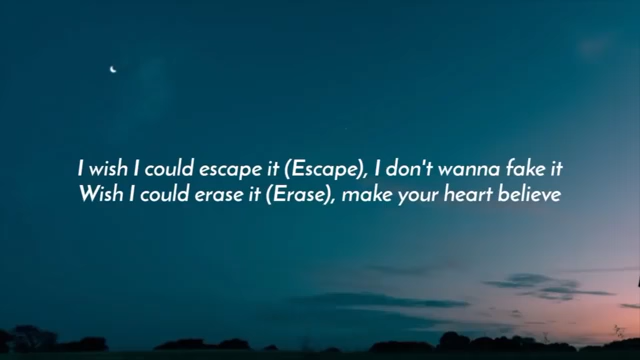 I wish I could escape it (Escape), I don't wanna fake it
Wish I could erase it (Erase), make your heart believe